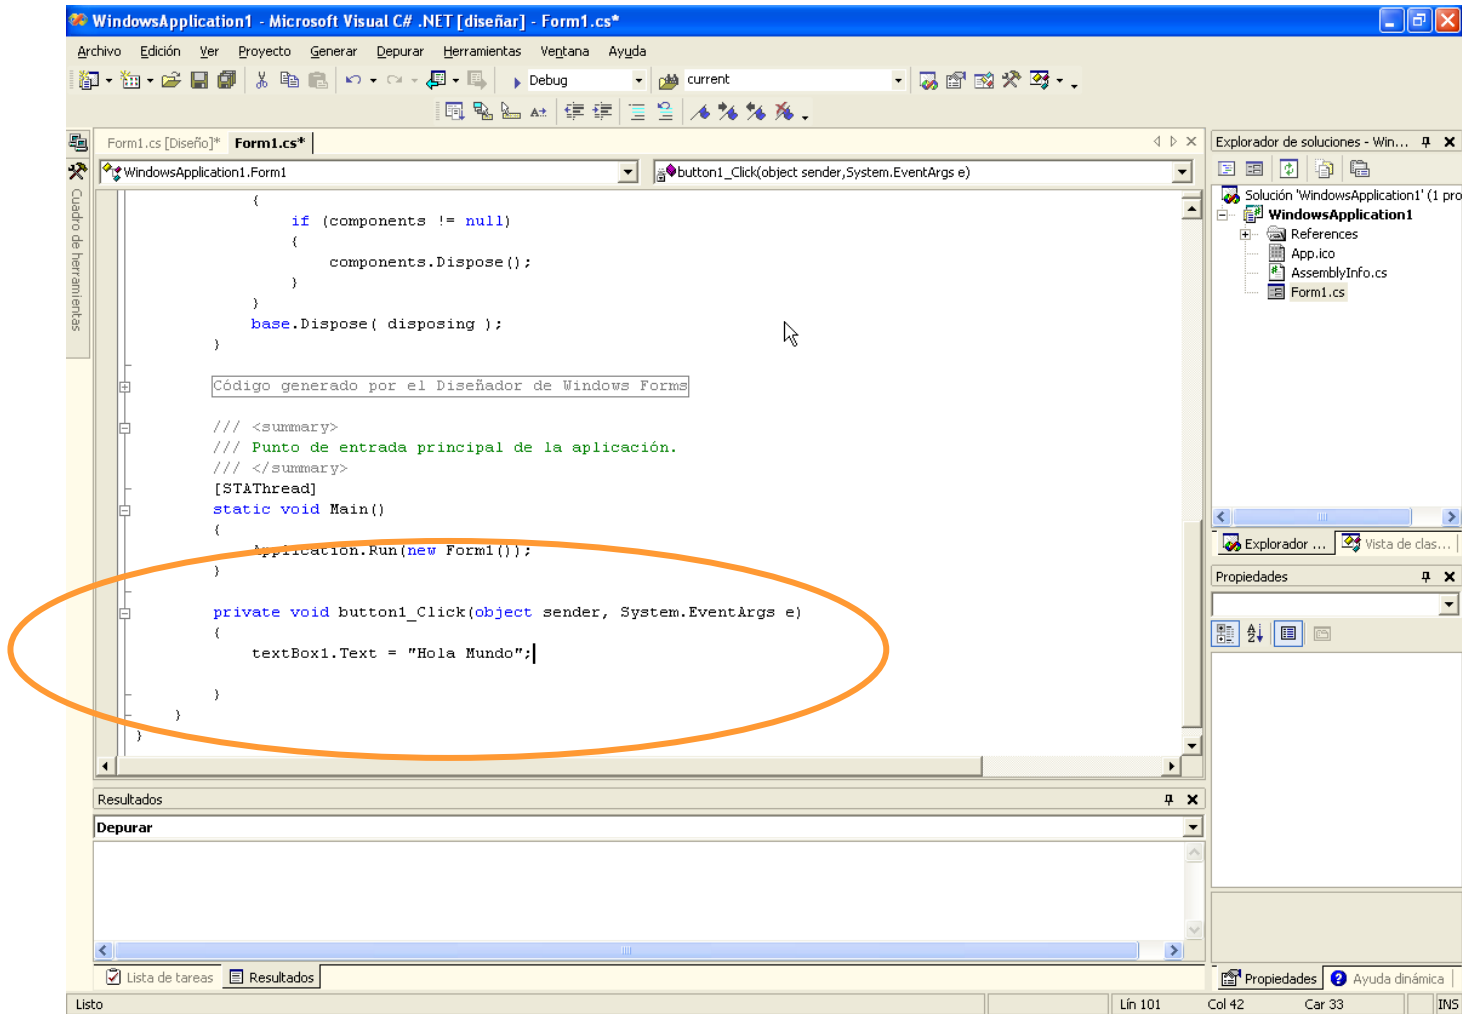 WindowsApplication1 - Microsoft Visual C# .NET [diseñar] - Form1.cs*
Archivo Edición Ver Proyecto Generar Depurar Herramientas Ventana Ayuda
Debug current
Form1.cs [Diseño]* Form1.cs*
WindowsApplication1.Form1 button1_Click(object sender,System.EventArgs e)
Cuadro de herramientas
{
if (components != null)
{
components.Dispose();
}
}
base.Dispose( disposing );
}
Código generado por el Diseñador de Windows Forms
/// <summary>
/// Punto de entrada principal de la aplicación.
/// </summary>
[STAThread]
static void Main()
{
Application.Run(new Form1());
}
private void button1_Click(object sender, System.EventArgs e)
{
textBox1.Text = "Hola Mundo";
}
}
}
Resultados
Depurar
Lista de tareas Resultados
Explorador de soluciones - Win...
Solución 'WindowsApplication1' (1 pro
WindowsApplication1
References
App.ico
AssemblyInfo.cs
Form1.cs
Explorador ... Vista de clas...
Propiedades
Propiedades Ayuda dinámica
Listo Lín 101 Col 42 Car 33 INS